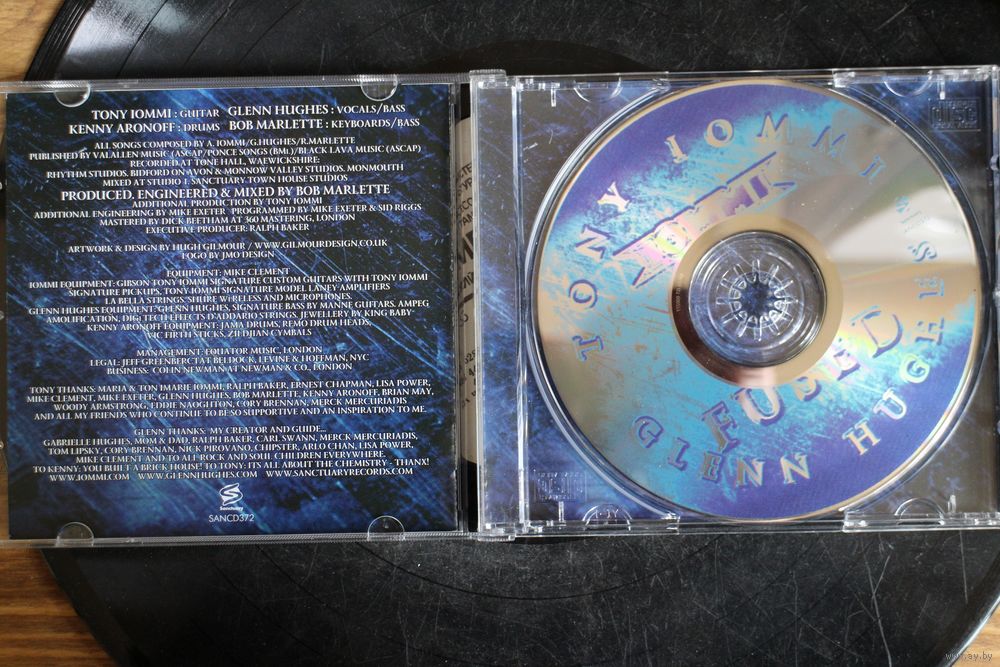 TONY IOMMI : GUITAR GLENN HUGHES : VOCALS/BASS
KENNY ARONOFF : DRUMS BOB MARLETTE : KEYBOARDS/BASS
ALL SONGS COMPOSED BY A. IOMMI/G.HUGHES/R.MARLETTE
PUBLISHED BY VALALLEN MUSIC (ASCAP/PONCE SONGS (BMI.)/BLACK LAVA MUSIC (ASCAP)
RECORDED AT TONE HALL, WAEWICKSHIRE:
RHYTHM STUDIOS. BIDFORD ON AVON & MONNOW VALLEY STUDIOS. MONMOUTH
MIXED AT STUDIO 1. SANCTUARY. TOWN HOUSE STUDIOS
PRODUCED, ENGINEERED & MIXED BY BOB MARLETTE
ADDITIONAL PRODUCTION BY TONY IOMMI
ADDITIONAL ENGINEERING BY MIKE EXETER PROGRAMMED BY MIKE EXETER & SID RIGGS
MASTERED BY DICK BEETHAM AT 360 MASTERING, LONDON
EXECUTIVE PRODUCER: RALPH BAKER
ARTWORK & DESIGN BY HUGH GILMOUR / WWW.GILMOURDESIGN.CO.UK
LOGO BY JMO DESIGN
EQUIPMENT: MIKE CLEMENT
IOMMI EQUIPMENT: GIBSON TONY IOMMI SIGNATURE CUSTOM GUITARS WITH TONY IOMMI
SIGNATURE PICKUPS, TONY IOMMI SIGNATURE MODEL LANEY AMPLIFIERS
LA BELLA STRINGS, SHURE WIRELESS AND MICROPHONES.
GLENN HUGHES EQUIPMENT: GLENN HUGHES, SIGNATURE BASS BY MANNE GUITARS. AMPEG
AMOLIFICATION, DIG; TECH EFFECTS D'ADDARIO STRINGS. JEWELLERY BY KING BABY
KENNY ARONOFF EQUIPMENT: JAMA DRUMS, REMO DRUM HEADS,
VIC FIRTH STICKS, ZILDJIAN CYMBALS
MANAGEMENT: EQUATOR MUSIC, LONDON
LEGAL: JEFF GREENBERG AT BELDOCK, LEVINE & HOFFMAN, NYC
BUSINESS: COLIN NEWMAN AT NEWMAN & CO., LONDON
TONY THANKS: MARIA & TONI MARIE IOMMI, RALPH BAKER, ERNEST CHAPMAN, LISA POWER,
MIKE CLEMENT, MIKE EXETER, GLENN HUGHES, BOB MARLETTE, KENNY ARONOFF, BRIAN MAY,
WOODY ARMSTRONG, EDDIE NAOGHTON, CORY BRENNAN, MERCK MERCURIADIS
AND ALL MY FRIENDS WHO CONTINUE TO BE SO SUPPORTIVE AND AN INSPIRATION TO ME.
GLENN THANKS: MY CREATOR AND GUIDE...
GABRIELLE HUGHES, MOM & DAD, RALPH BAKER, CARL SWANN, MERCK MERCURIADIS,
TOM LIPSKY, CORY BRENNAN, NICK PIROVANO, CHIPSTER, ARLO CHAN, LISA POWER,
MIKE CLEMENT AND TO ALL ROCK AND SOUL CHILDREN EVERYWHERE.
TO KENNY: YOU BUILT A BRICK HOUSE! TO TONY: ITS ALL ABOUT THE CHEMISTRY - THANX!
WWW.IOMMI.COM WWW.GLENNHUGHES.COM WWW.SANCTUARYRECORDS.COM
Sanctuary
SANCD372
TONY IOMMI
FUSED
GLENN HUGHES
www.ay.by